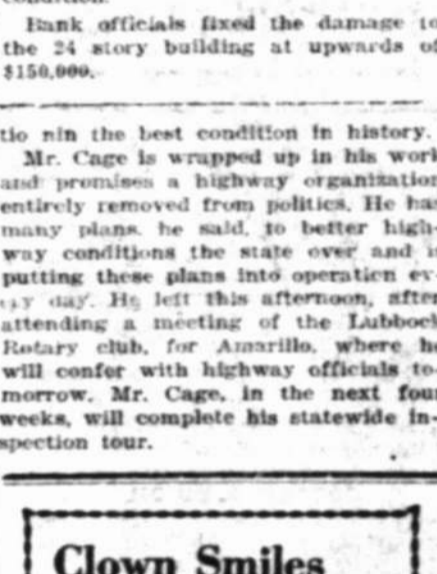 condition.
Bank officials fixed the damage to
the 24 story building at upwards of
$150,000.
tio nin the best condition in history.
Mr. Cage is wrapped up in his work
and promises a highway organization
entirely removed from politics. He has
many plans, he said, to better high-
way conditions the state over and is
putting these plans into operation ev-
ery day. He left this afternoon, after
attending a meeting of the Lubbock
Rotary club, for Amarillo, where he
will confer with highway officials to-
morrow. Mr. Cage, in the next four
weeks, will complete his statewide in-
spection tour.
Clown Smiles